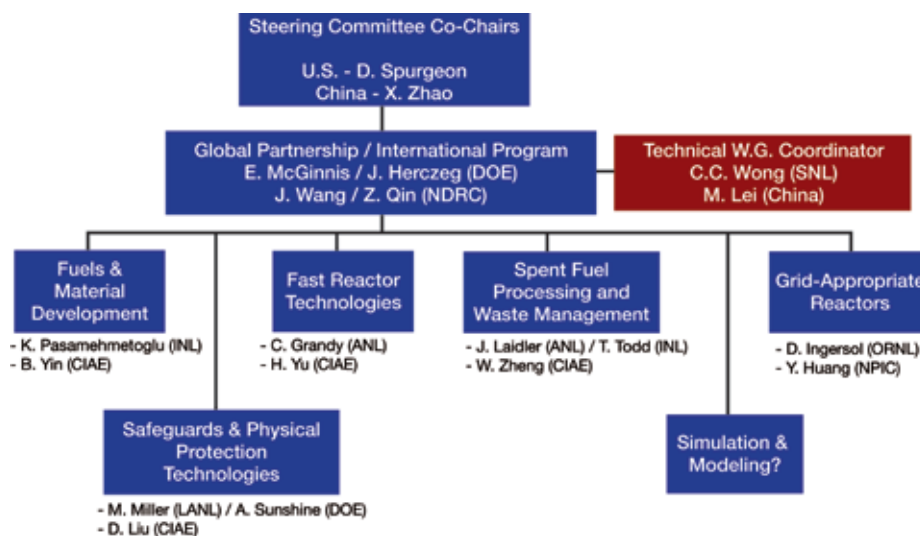 Steering Committee Co-Chairs
U.S. - D. Spurgeon
China - X. Zhao
Global Partnership / International Program
E. McGinnis / J. Herczeg (DOE)
J. Wang / Z. Qin (NDRC)
Technical W.G. Coordinator
C.C. Wong (SNL)
M. Lei (China)
Fuels &
Material
Development
- K. Pasamehmetoglu (INL)
- B. Yin (CIAE)
Fast Reactor
Technologies
- C. Grandy (ANL)
- H. Yu (CIAE)
Spent Fuel
Processing and
Waste Management
- J. Laidler (ANL) / T. Todd (INL)
- W. Zheng (CIAE)
Grid-Appropriate
Reactors
- D. Ingersol (ORNL)
- Y. Huang (NPIC)
Safeguards & Physical
Protection
Technologies
- M. Miller (LANL) / A. Sunshine (DOE)
- D. Liu (CIAE)
Simulation &
Modeling?